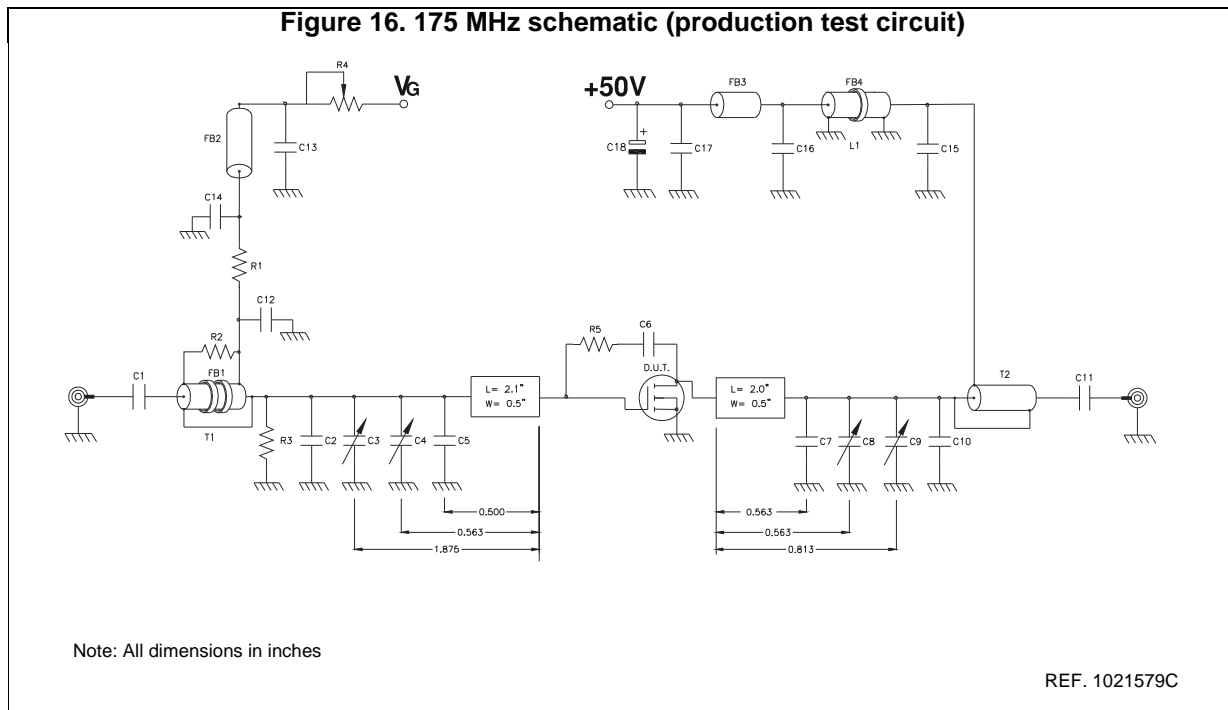 Figure 16. 175 MHz schematic (production test circuit)
R4
VG
+50V
FB3
FB4
FB2
C13
C18
+
C17
C16
L1
C15
C14
R1
C12
R2
FB1
C1
T1
R3
C2
C3
C4
C5
L= 2.1"
W= 0.5"
R5
C6
D.U.T.
L= 2.0"
W= 0.5"
T2
C11
C7
C8
C9
C10
0.500
0.563
1.875
0.563
0.563
0.813
Note: All dimensions in inches
REF. 1021579C